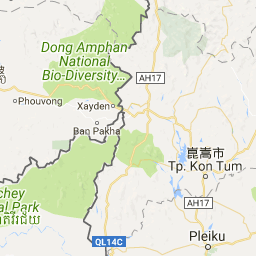 Dong Amphan
National
Bio-Diversity...
AH17
Phouvong
Xayden
Ban Pakha
崑嵩市
Tp. Kon Tum
chey
al Park
AH17
Pleiku
QL14C